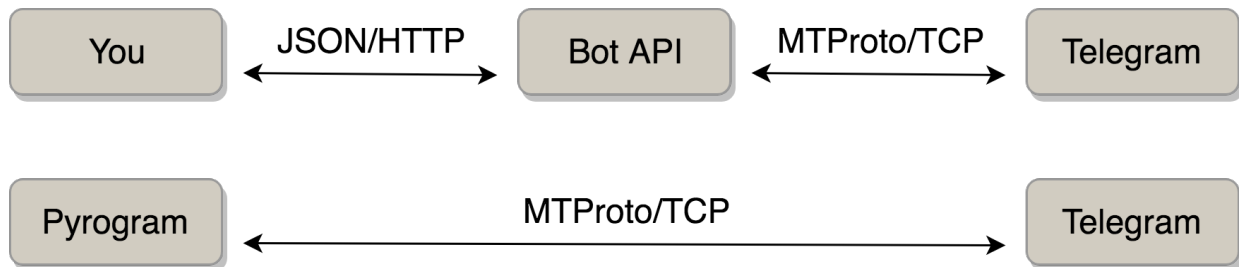 You JSON/HTTP Bot API MTProto/TCP Telegram
Pyrogram MTProto/TCP Telegram